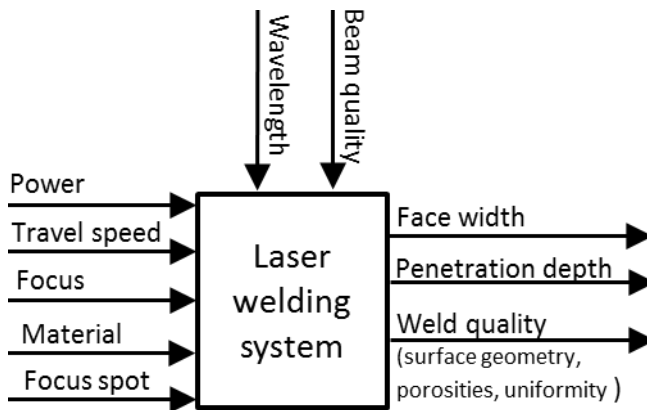 Wavelength
Beam quality
Power
Travel speed
Focus
Material
Focus spot
Laser
welding
system
Face width
Penetration depth
Weld quality
(surface geometry,
porosities, uniformity )